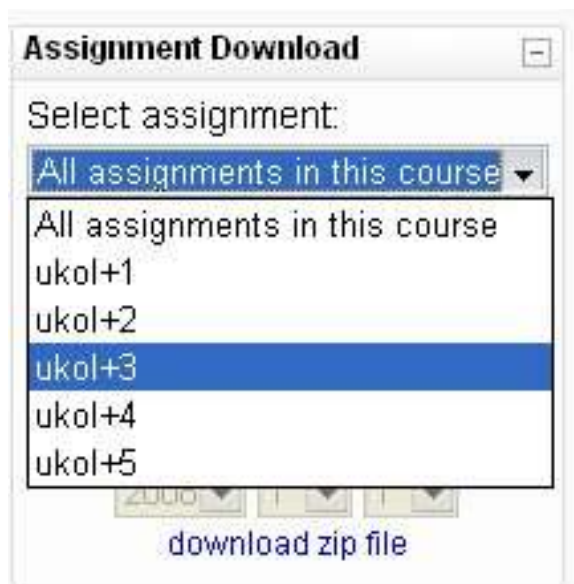 Assignment Download
Select assignment:
All assignments in this course
All assignments in this course
ukol+1
ukol+2
ukol+3
ukol+4
ukol+5
download zip file